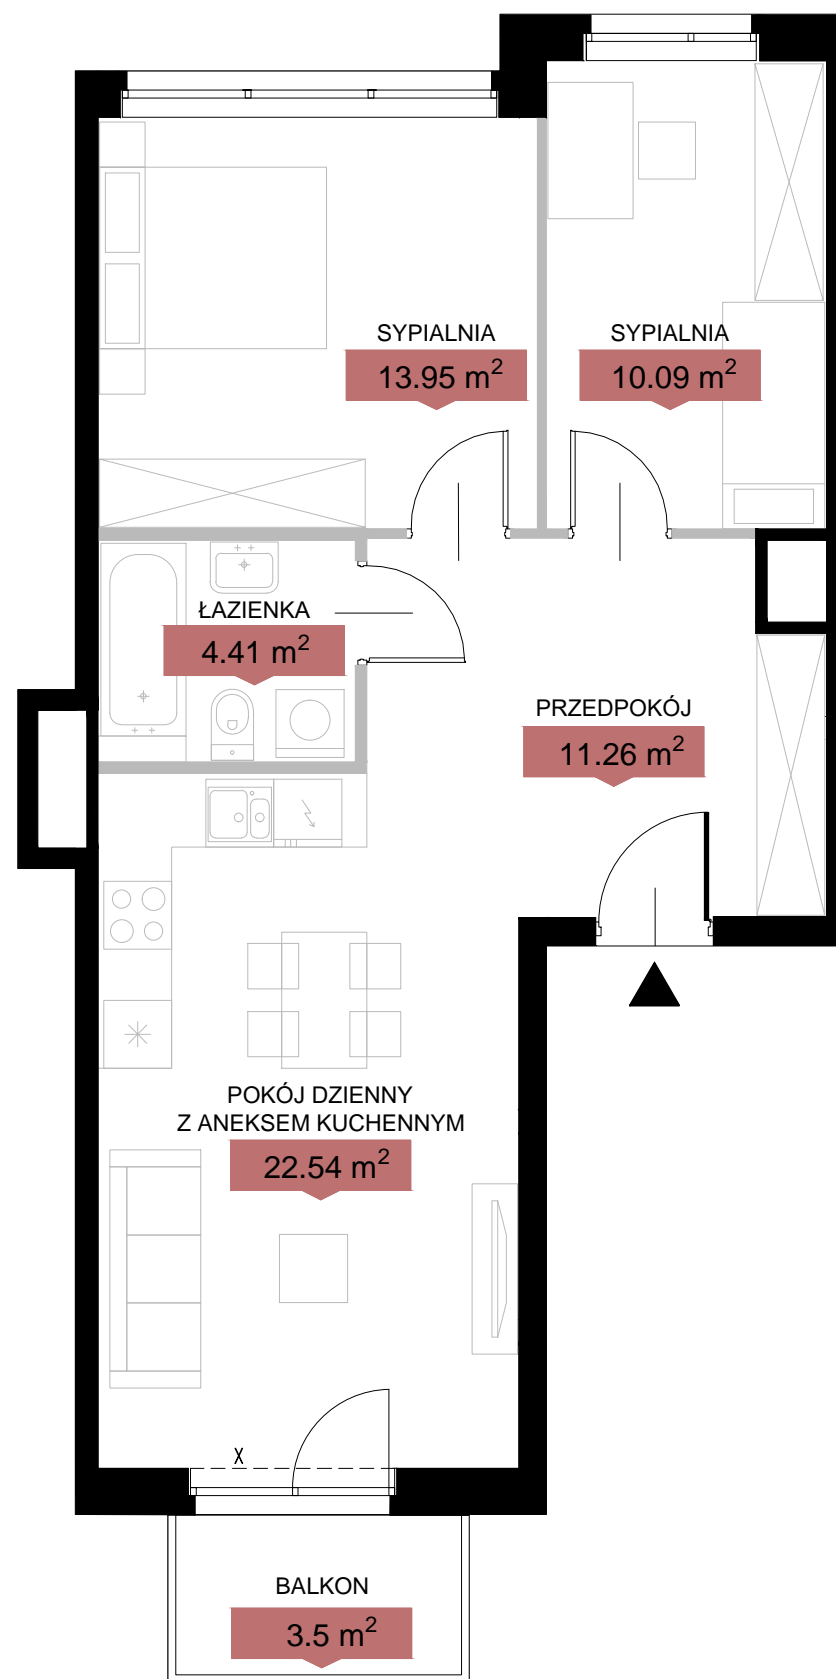 SYPIALNIA
13.95 m²
SYPIALNIA
10.09 m²
ŁAZIENKA
4.41 m²
PRZEDPOKÓJ
11.26 m²
POKÓJ DZIENNY
Z ANEKSEM KUCHENNYM
22.54 m²
X
BALKON
3.5 m²